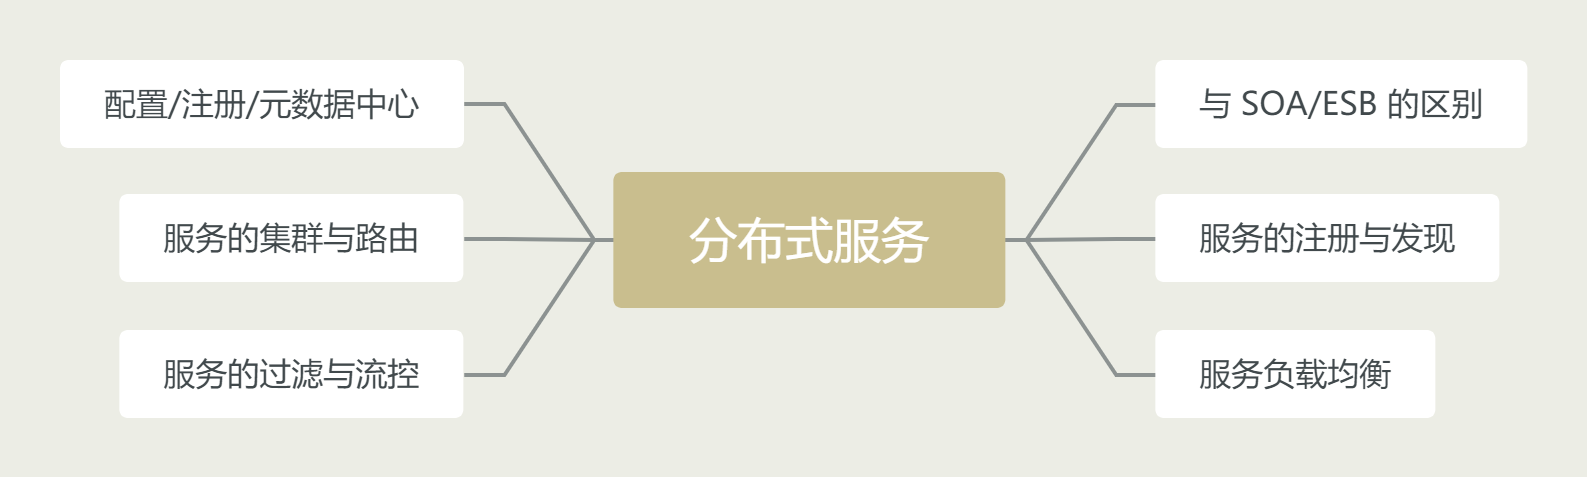 配置/注册/元数据中心
服务的集群与路由
服务的过滤与流控
分布式服务
与 SOA/ESB 的区别
服务的注册与发现
服务负载均衡